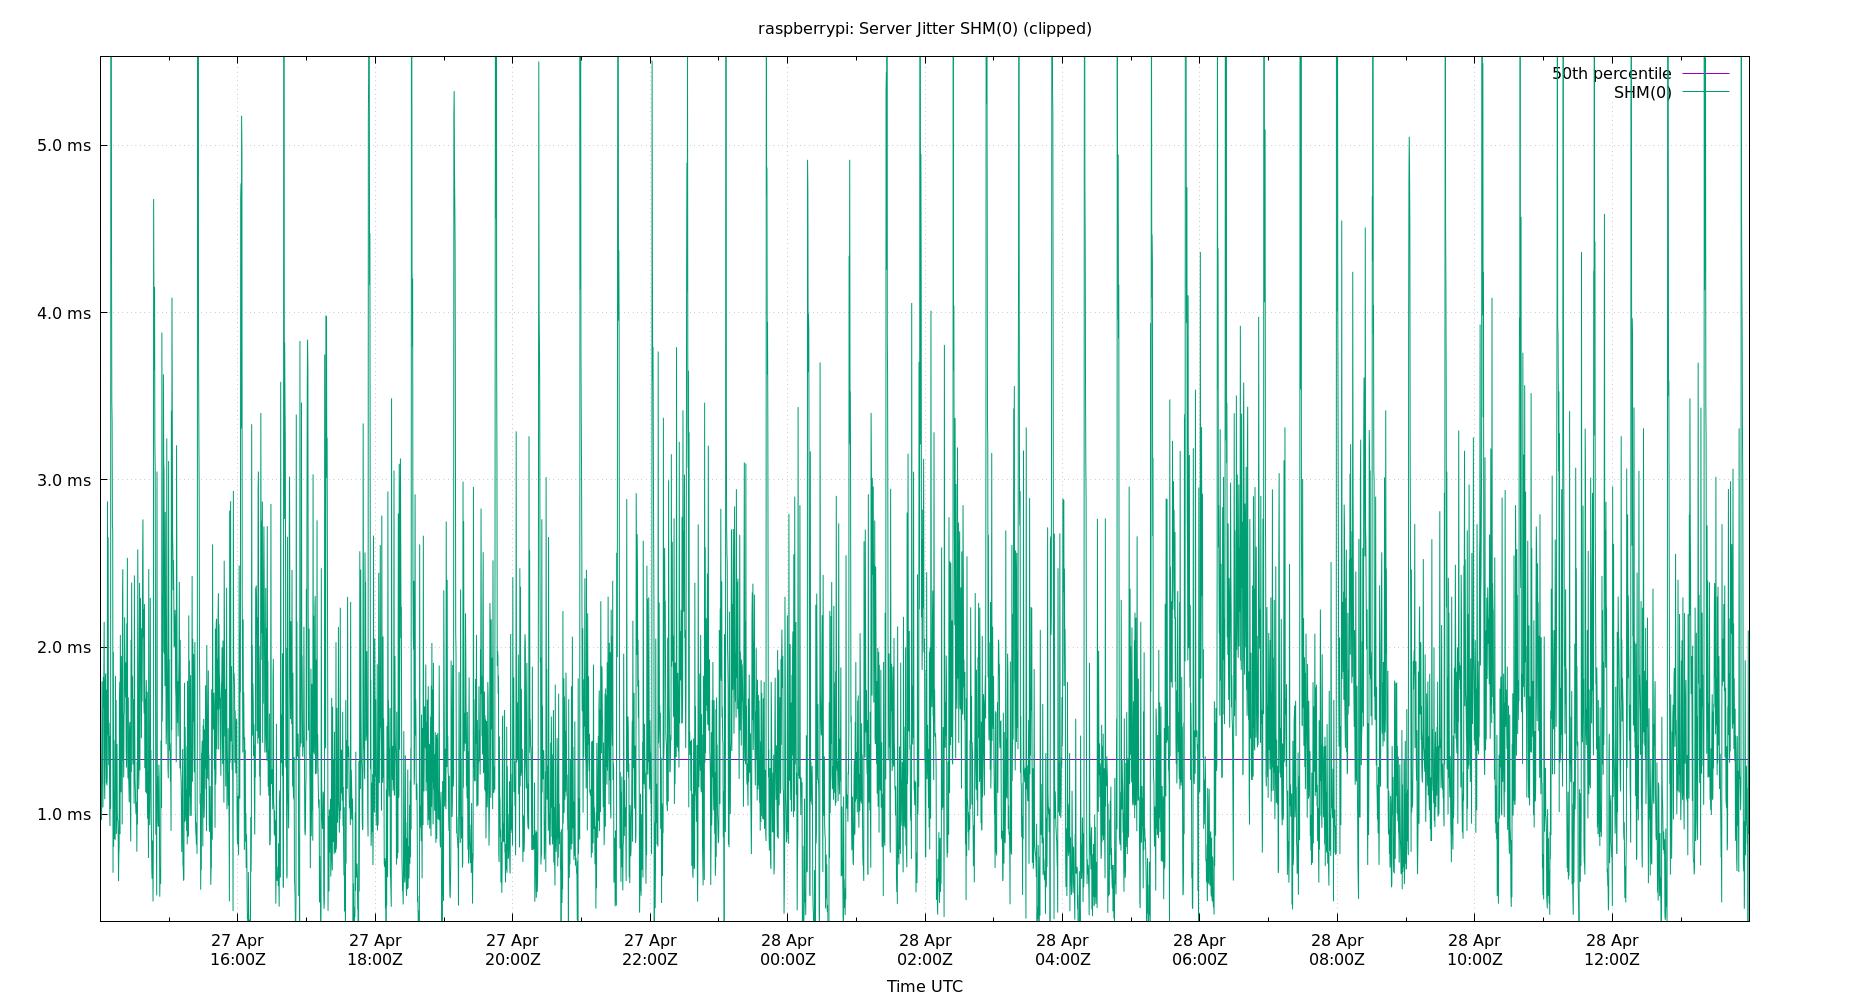 raspberrypi: Server Jitter SHM(0) (clipped)
50th percentile
SHM(0)
5.0 ms
4.0 ms
3.0 ms
2.0 ms
1.0 ms
27 Apr 27 Apr 27 Apr 27 Apr 28 Apr 28 Apr 28 Apr 28 Apr 28 Apr 28 Apr 28 Apr
16:00Z 18:00Z 20:00Z 22:00Z 00:00Z 02:00Z 04:00Z 06:00Z 08:00Z 10:00Z 12:00Z
Time UTC